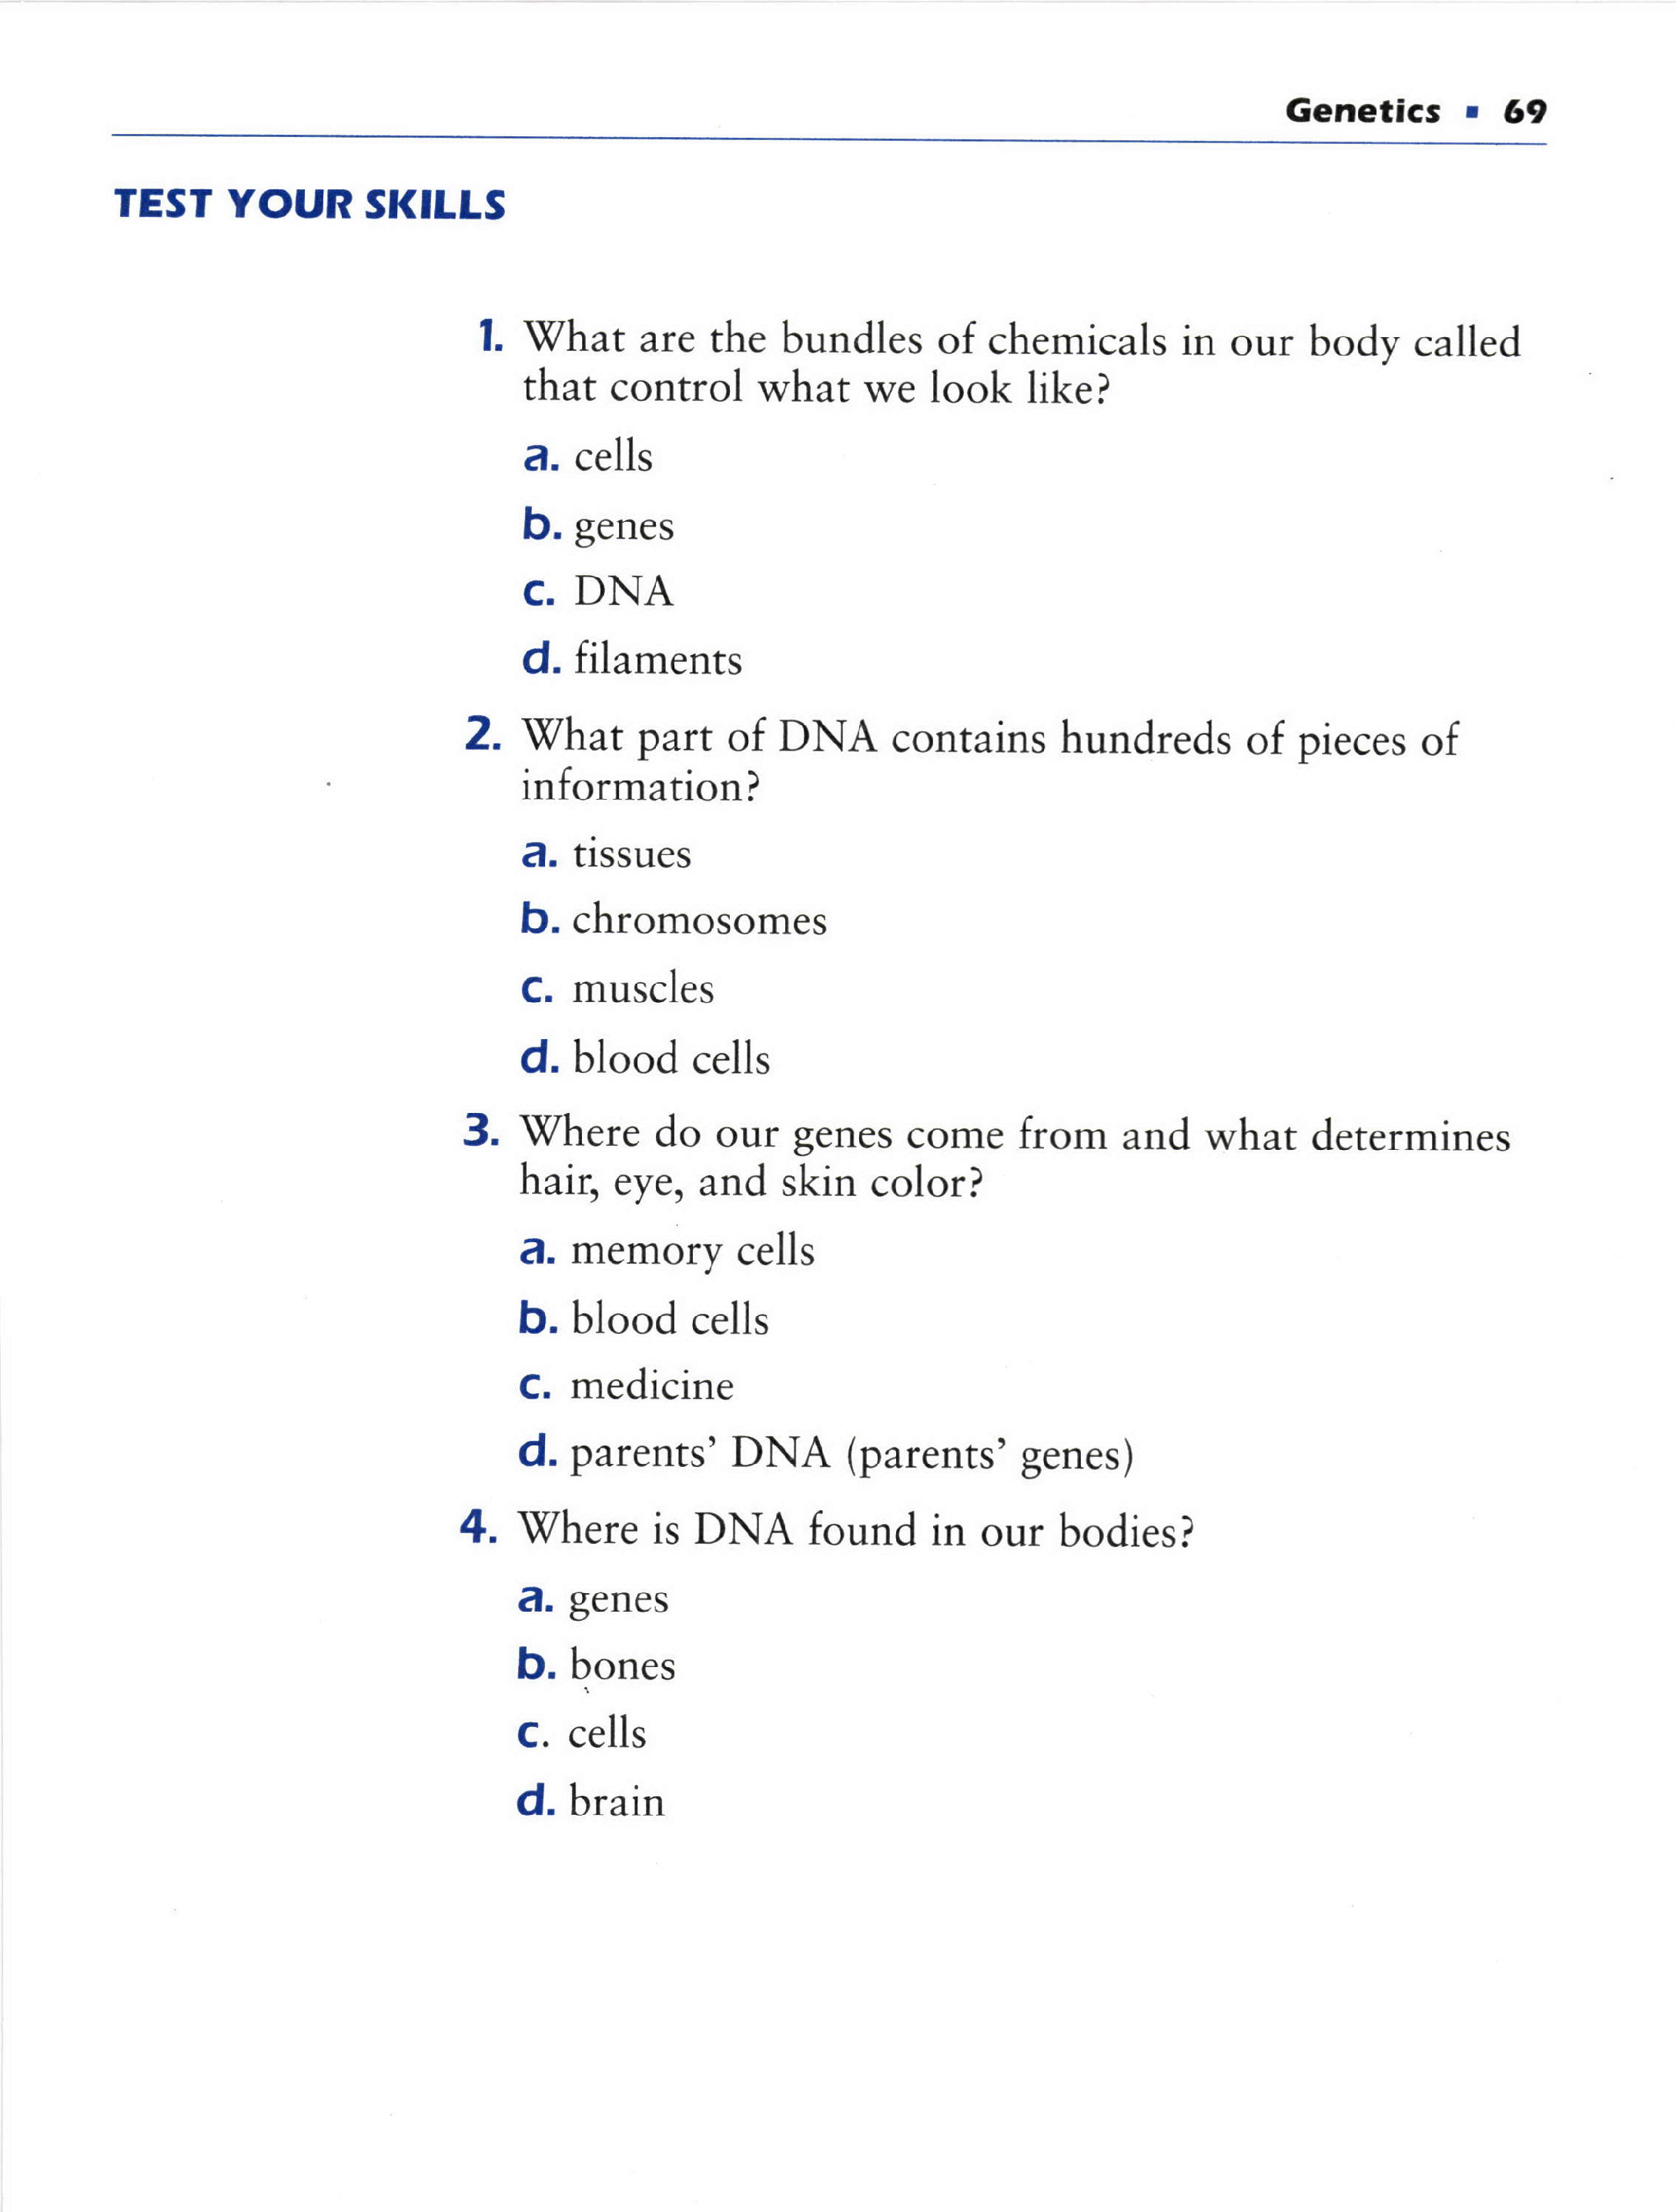 Genetics ▪ 69
TEST YOUR SKILLS
1. What are the bundles of chemicals in our body called
that control what we look like?
a. cells
b. genes
c. DNA
d. filaments
2. What part of DNA contains hundreds of pieces of
information?
a. tissues
b. chromosomes
c. muscles
d. blood cells
3. Where do our genes come from and what determines
hair, eye, and skin color?
a. memory cells
b. blood cells
c. medicine
d. parents’ DNA (parents’ genes)
4. Where is DNA found in our bodies?
a. genes
b. bones
c. cells
d. brain